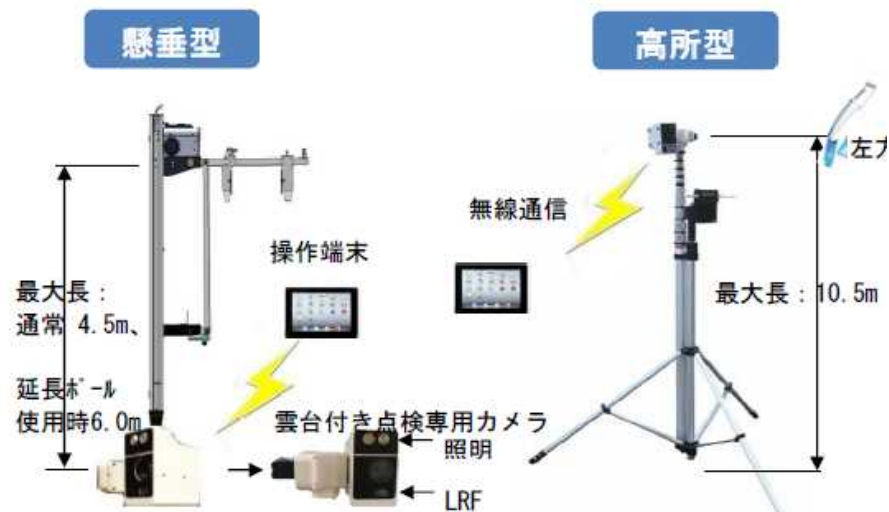 懸垂型
高所型
左方
無線通信
操作端末
最大長：
通常 4.5m、
最大長：10.5m
延長ﾎﾟｰﾙ
使用時6.0m
雲台付き点検専用カメラ
照明
LRF